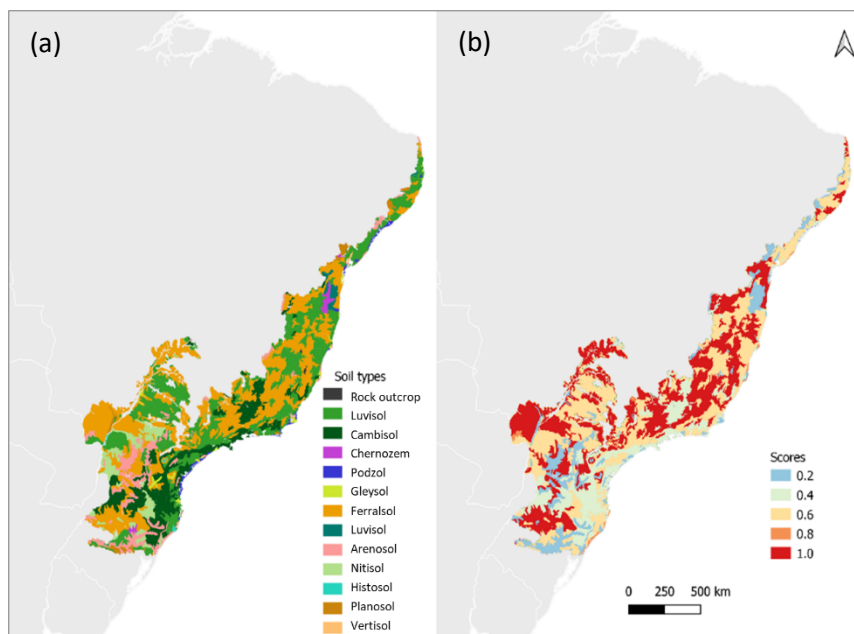 (a)
(b)
Soil types
Rock outcrop
Luvisol
Cambisol
Chernozem
Podzol
Gleysol
Ferralsol
Luvisol
Arenosol
Nitisol
Histosol
Planosol
Vertisol
Scores
0.2
0.4
0.6
0.8
1.0
0 250 500 km